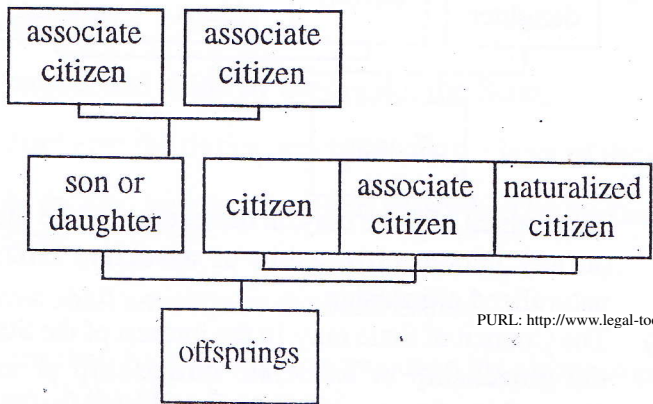 associate
citizen
associate
citizen
son or
daughter
citizen
associate
citizen
naturalized
citizen
PURL: http://www.legal-too
offsprings